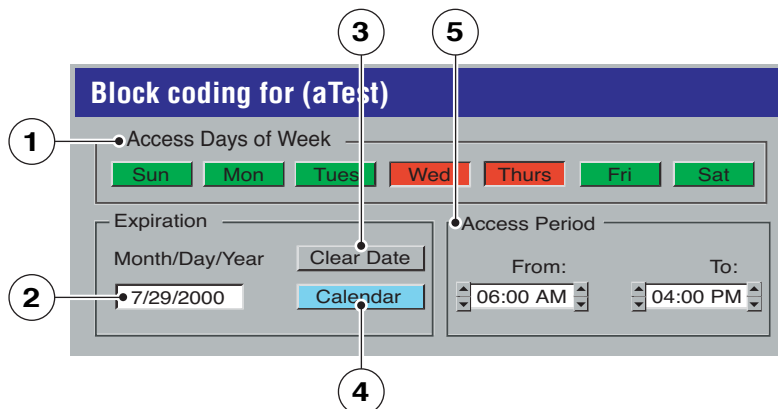 3 5
Block coding for (aTest)
1 Access Days of Week
Sun Mon Tues Wed Thurs Fri Sat
Expiration
Month/Day/Year Clear Date
2 7/29/2000 Calendar
5 Access Period
From: To:
06:00 AM 04:00 PM
4